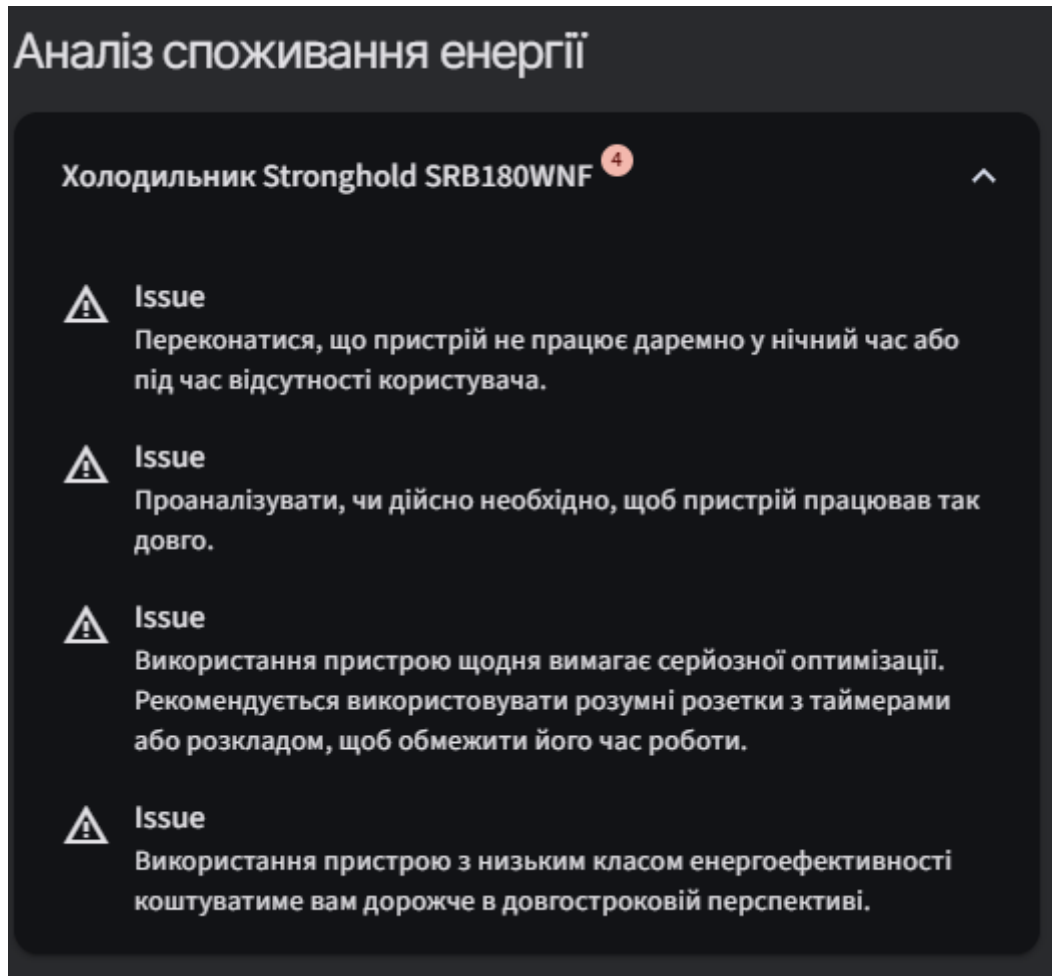 Аналіз споживання енергії
Холодильник Stronghold SRB180WNF 4
Issue
Переконатися, що пристрій не працює даремно у нічний час або
під час відсутності користувача.
Issue
Проаналізувати, чи дійсно необхідно, щоб пристрій працював так
довго.
Issue
Використання пристрою щодня вимагає серйозної оптимізації.
Рекомендується використовувати розумні розетки з таймерами
або розкладом, щоб обмежити його час роботи.
Issue
Використання пристрою з низьким класом енергоефективності
коштуватиме вам дорожче в довгостроковій перспективі.